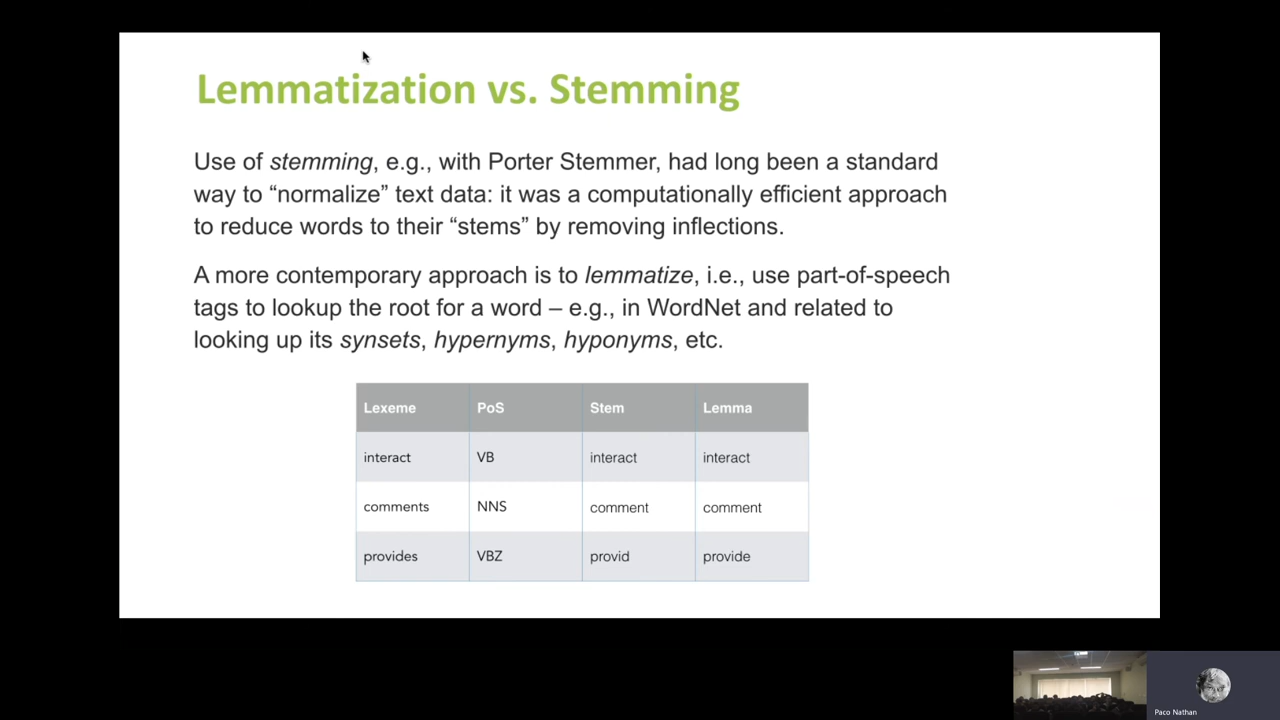 Lemmatization vs. Stemming
Use of stemming, e.g., with Porter Stemmer, had long been a standard
way to “normalize” text data: it was a computationally efficient approach
to reduce words to their “stems” by removing inflections.
A more contemporary approach is to lemmatize, i.e., use part-of-speech
tags to lookup the root for a word – e.g., in WordNet and related to
looking up its synsets, hypernyms, hyponyms, etc.
Lexeme PoS Stem Lemma
interact VB interact interact
comments NNS comment comment
provides VBZ provid provide
Paco Nathan